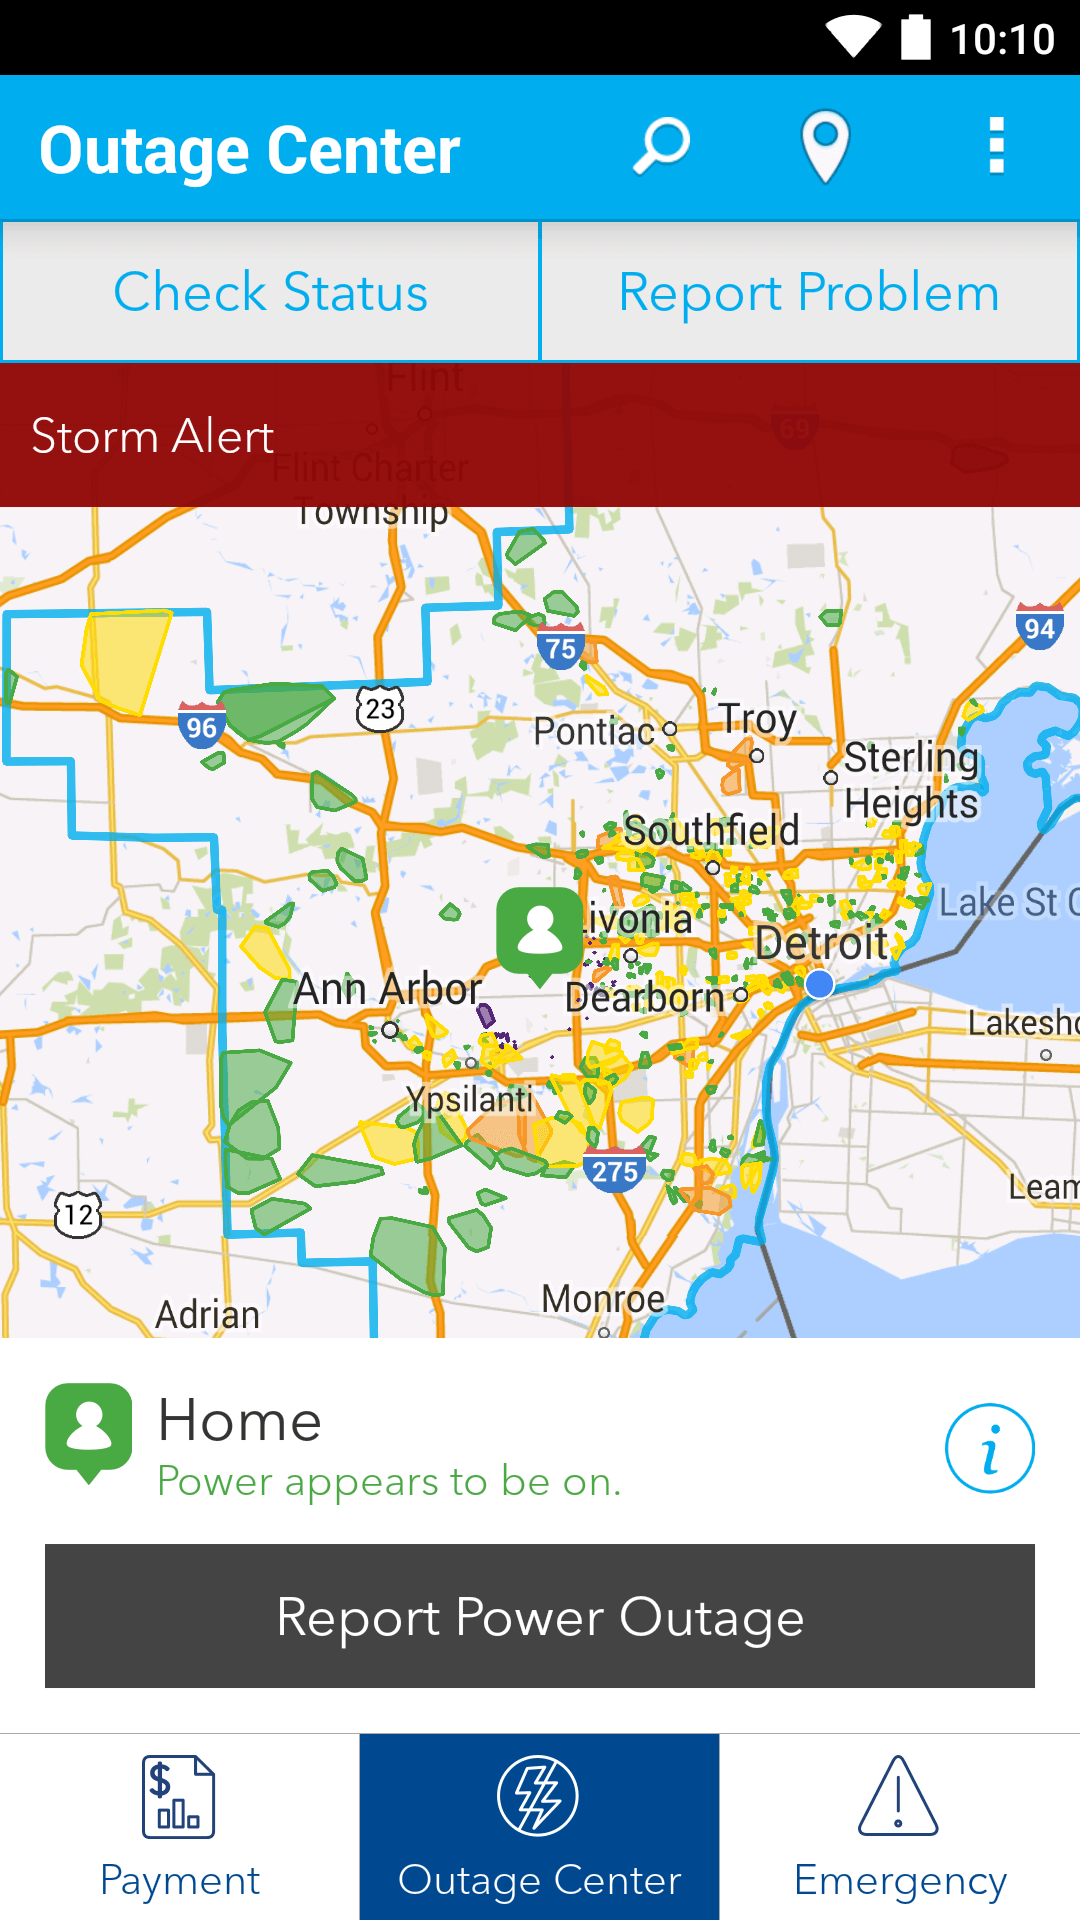 10:10
Outage Center
Check Status
Report Problem
Flint
69
Storm Alert
Flint Charter
Township
75
94
23
96
Pontiac
Troy
Sterling
Heights
Southfield
Lake St C
Livonia
Detroit
Ann Arbor
Dearborn
Lakesho
Ypsilanti
275
Leam
12
Monroe
Adrian
Home
i
Power appears to be on.
Report Power Outage
$
Payment
Outage Center
Emergency